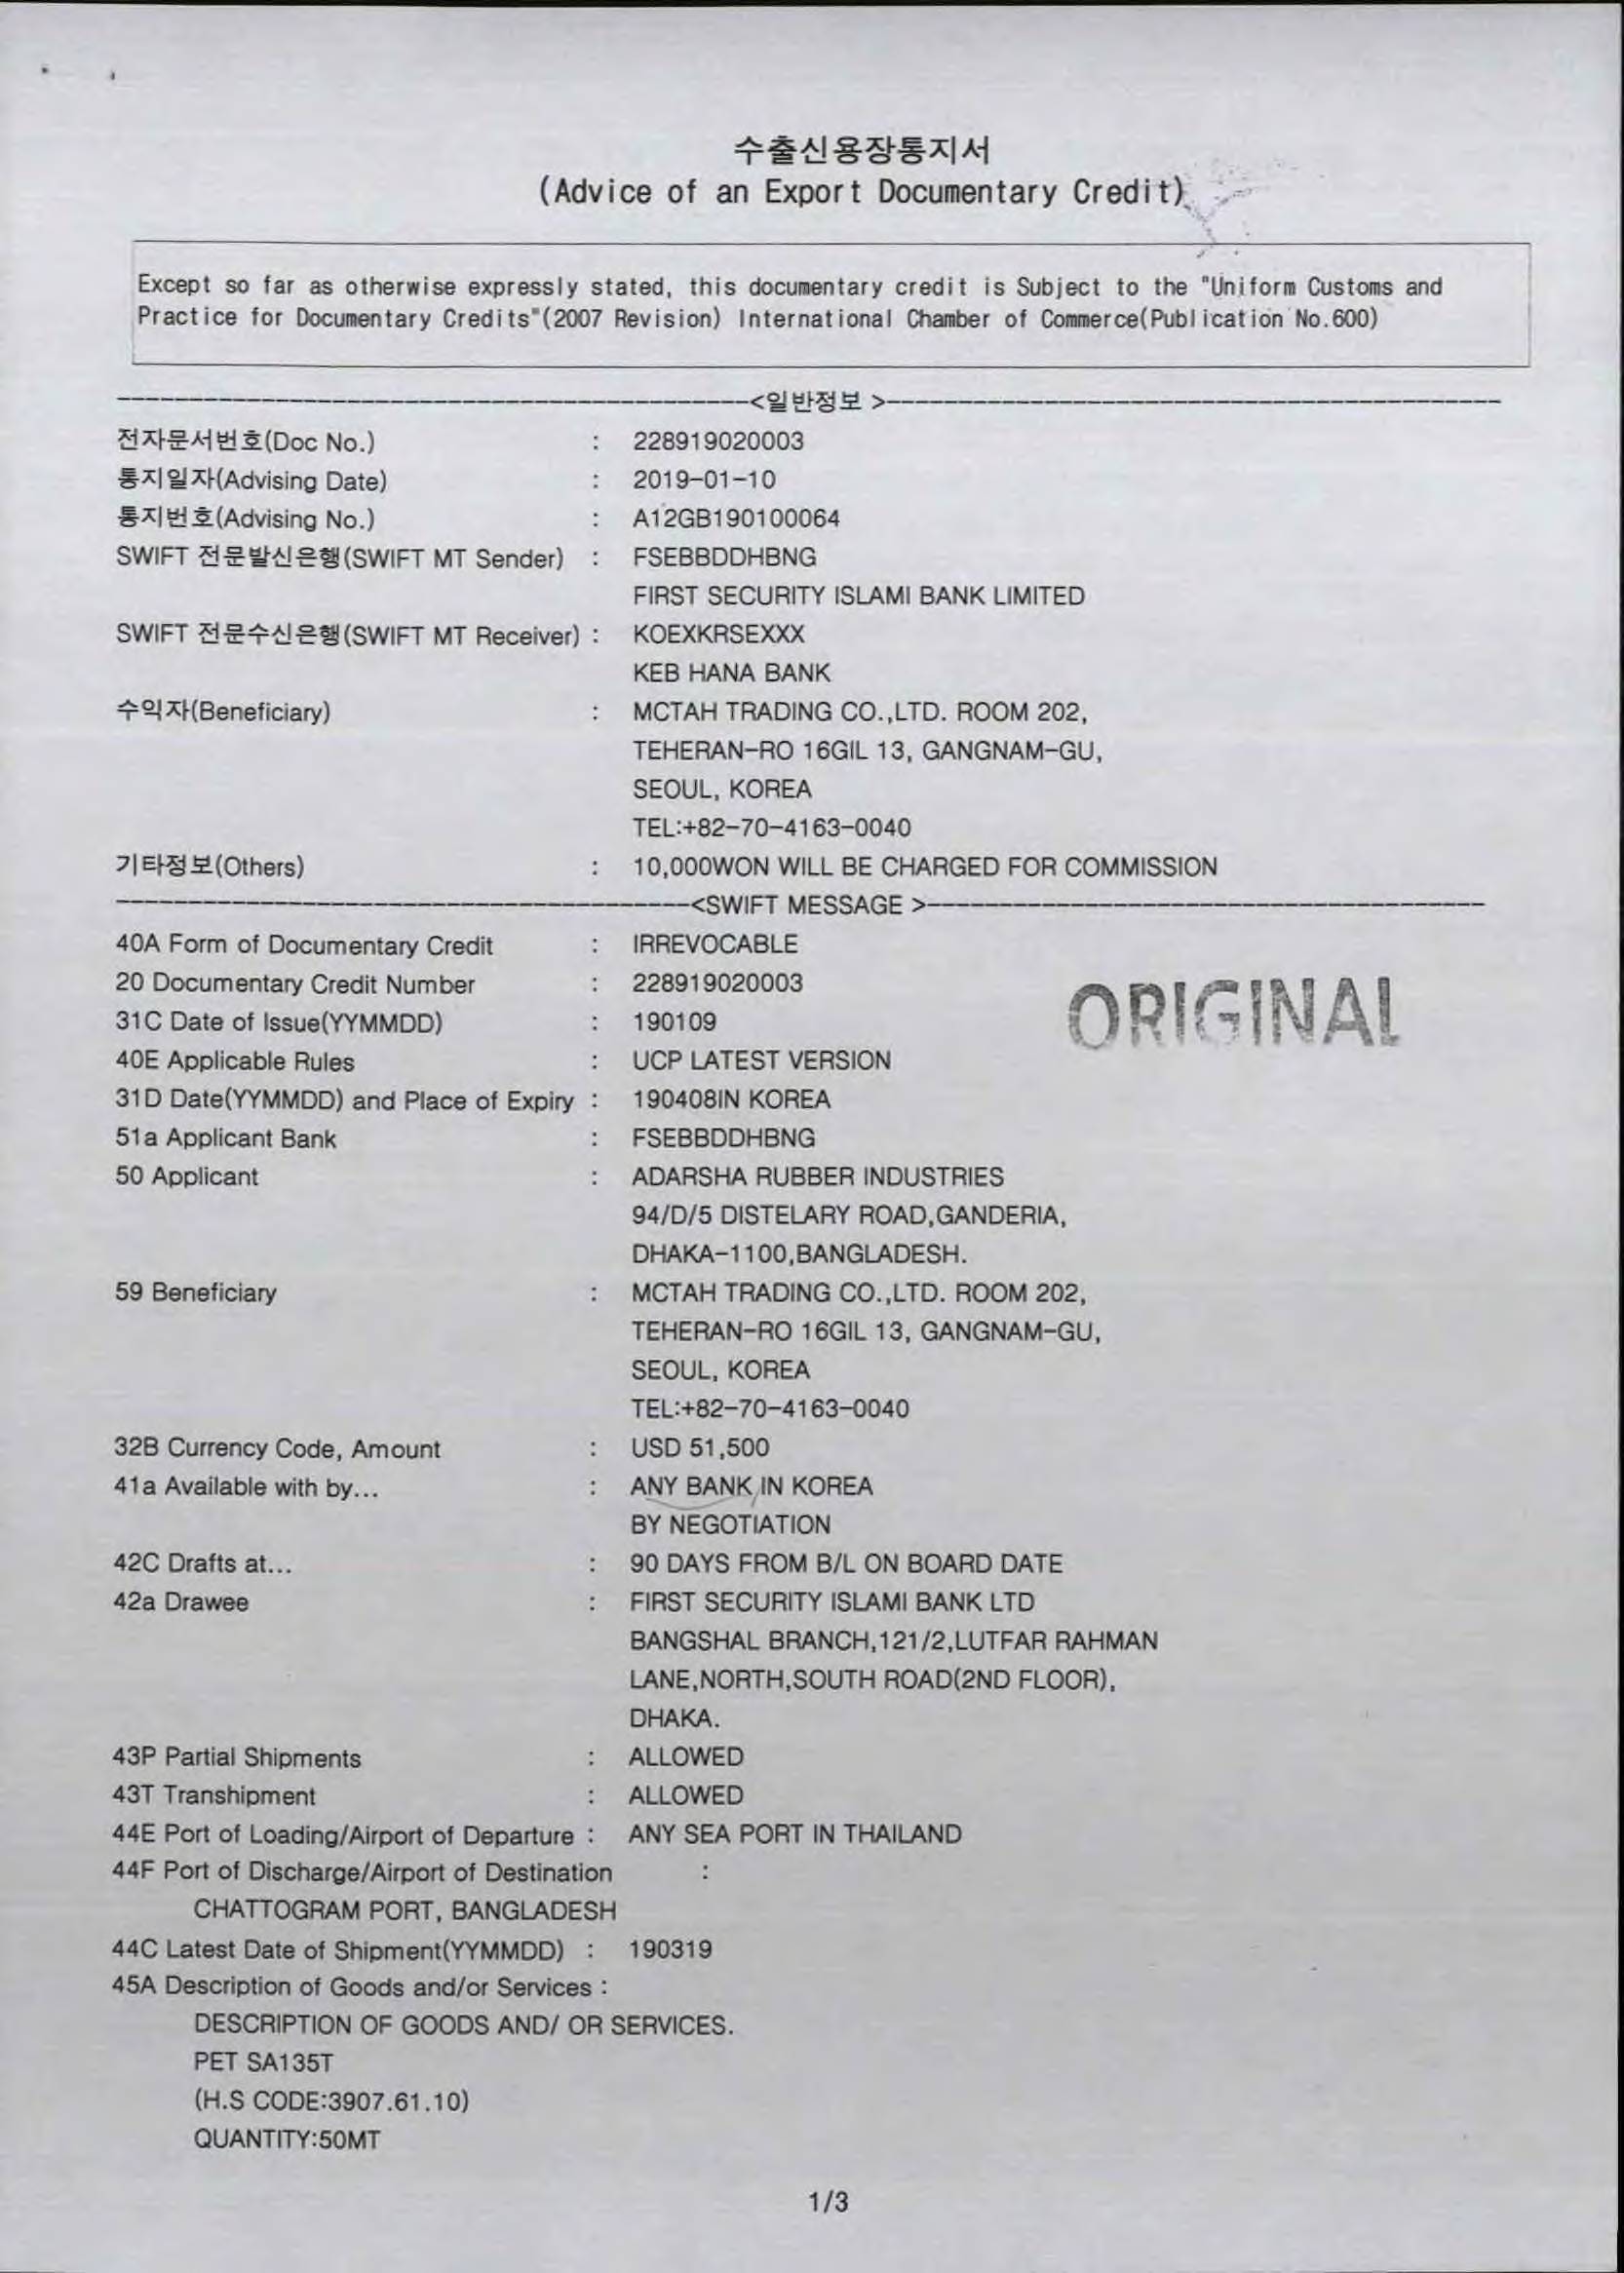 수출신용장통지서
(Advice of an Export Documentary Credit)
Except so far as otherwise expressly stated, this documentary credit is Subject to the "Uniform Customs and
Practice for Documentary Credits"(2007 Revision) International Chamber of Commerce(Publication No.600)
----------<일반정보 >----------
전자문서번호(Doc No.) : 228919020003
통지일자(Advising Date) : 2019-01-10
통지번호(Advising No.) : A12GB190100064
SWIFT 전문발신은행(SWIFT MT Sender) : FSEBBDDHBNG
FIRST SECURITY ISLAMI BANK LIMITED
SWIFT 전문수신은행(SWIFT MT Receiver) : KOEXKRSEXXX
KEB HANA BANK
수익자(Beneficiary) : MCTAH TRADING CO.,LTD. ROOM 202,
TEHERAN-RO 16GIL 13, GANGNAM-GU,
SEOUL, KOREA
TEL:+82-70-4163-0040
기타정보(Others) : 10,000WON WILL BE CHARGED FOR COMMISSION
----------<SWIFT MESSAGE >----------
40A Form of Documentary Credit : IRREVOCABLE
20 Documentary Credit Number : 228919020003
ORIGINAL
31C Date of Issue(YYMMDD) : 190109
40E Applicable Rules : UCP LATEST VERSION
31D Date(YYMMDD) and Place of Expiry : 190408IN KOREA
51a Applicant Bank : FSEBBDDHBNG
50 Applicant : ADARSHA RUBBER INDUSTRIES
94/D/5 DISTELARY ROAD,GANDERIA,
DHAKA-1100,BANGLADESH.
59 Beneficiary : MCTAH TRADING CO.,LTD. ROOM 202,
TEHERAN-RO 16GIL 13, GANGNAM-GU,
SEOUL, KOREA
TEL:+82-70-4163-0040
32B Currency Code, Amount : USD 51,500
41a Available with by... : ANY BANK IN KOREA
BY NEGOTIATION
42C Drafts at... : 90 DAYS FROM B/L ON BOARD DATE
42a Drawee : FIRST SECURITY ISLAMI BANK LTD
BANGSHAL BRANCH,121/2,LUTFAR RAHMAN
LANE,NORTH,SOUTH ROAD(2ND FLOOR),
DHAKA.
43P Partial Shipments : ALLOWED
43T Transhipment : ALLOWED
44E Port of Loading/Airport of Departure : ANY SEA PORT IN THAILAND
44F Port of Discharge/Airport of Destination :
CHATTOGRAM PORT, BANGLADESH
44C Latest Date of Shipment(YYMMDD) : 190319
45A Description of Goods and/or Services :
DESCRIPTION OF GOODS AND/ OR SERVICES.
PET SA135T
(H.S CODE:3907.61.10)
QUANTITY:50MT
1/3